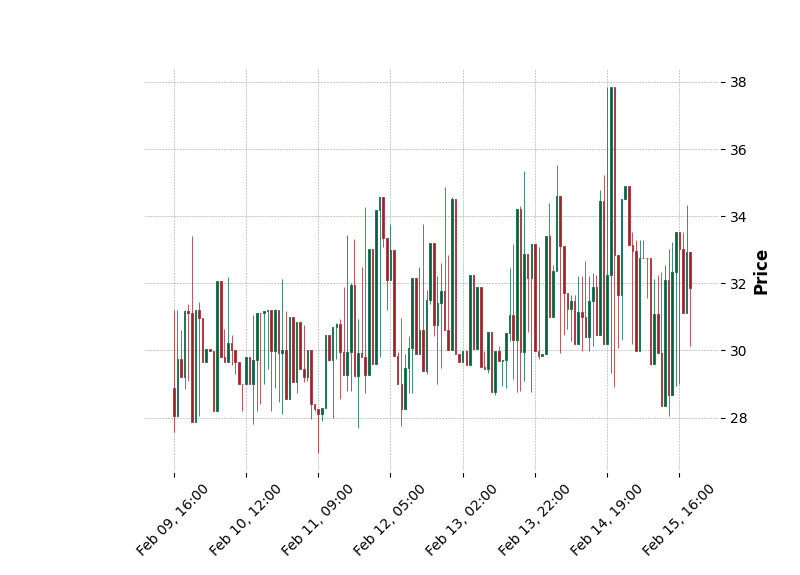 38
36
34
32
30
28
Price
Feb 09, 16:00
Feb 10, 12:00
Feb 11, 09:00
Feb 12, 05:00
Feb 13, 02:00
Feb 13, 22:00
Feb 14, 19:00
Feb 15, 16:00